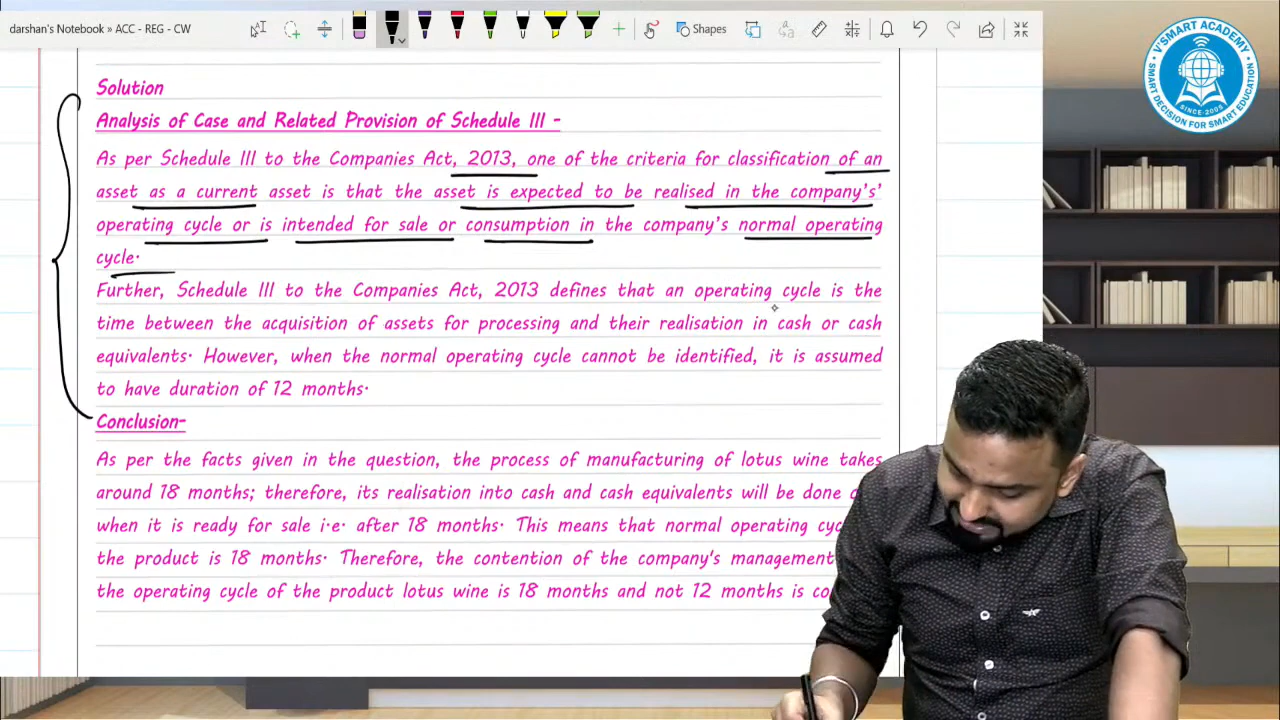 darshan's Notebook » ACC - REG - CW
Shapes
V'SMART ACADEMY
SINCE-2005
SMART DECISION FOR SMART EDUCATION
Solution
Analysis of Case and Related Provision of Schedule III -
As per Schedule III to the Companies Act, 2013, one of the criteria for classification of an
asset as a current asset is that the asset is expected to be realised in the company's'
operating cycle or is intended for sale or consumption in the company's normal operating
cycle.
Further, Schedule III to the Companies Act, 2013 defines that an operating cycle is the
time between the acquisition of assets for processing and their realisation in cash or cash
equivalents. However, when the normal operating cycle cannot be identified, it is assumed
to have duration of 12 months.
Conclusion-
As per the facts given in the question, the process of manufacturing of lotus wine takes
around 18 months; therefore, its realisation into cash and cash equivalents will be done
when it is ready for sale i.e. after 18 months. This means that normal operating
the product is 18 months. Therefore, the contention of the company's management
the operating cycle of the product lotus wine is 18 months and not 12 months is